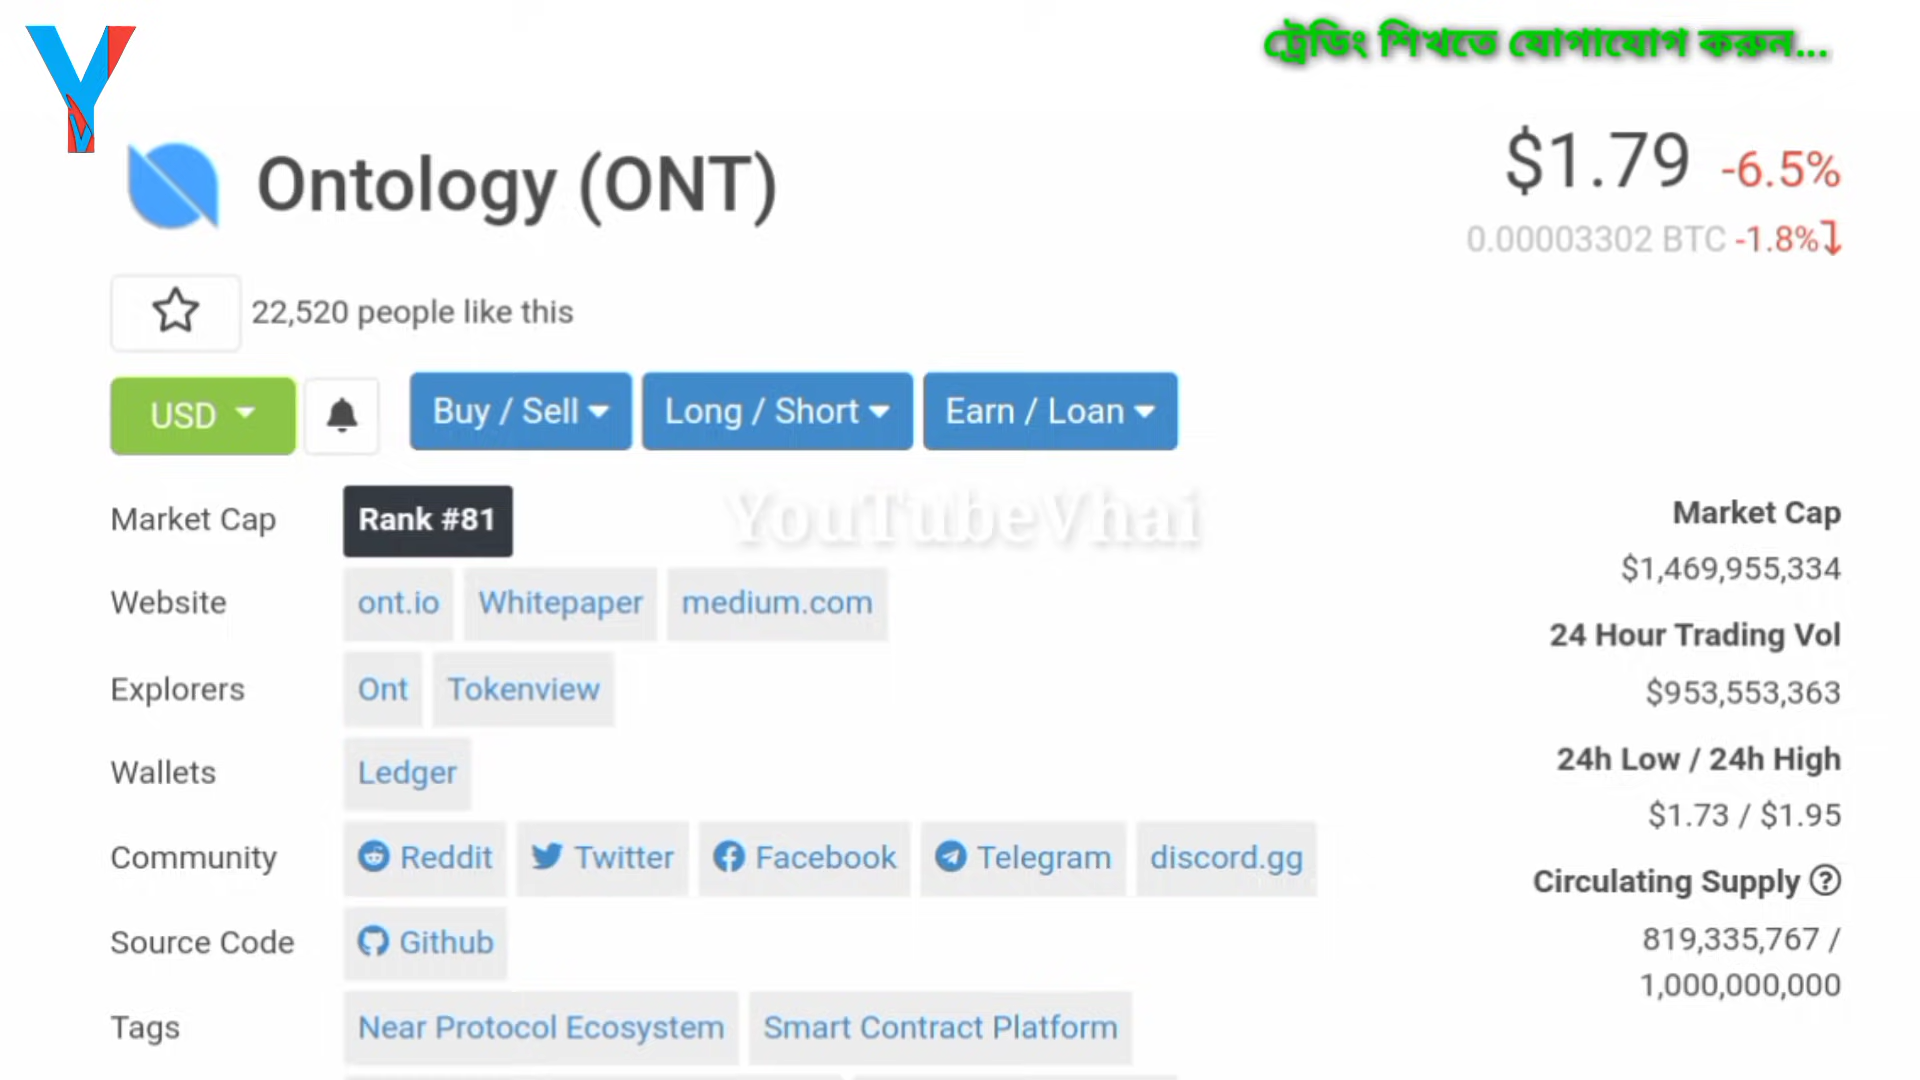 ট্রেডিং শিখতে যোগাযোগ করুন...
Ontology (ONT)
$1.79 -6.5%
0.00003302 BTC -1.8%
22,520 people like this
USD
Buy / Sell
Long / Short
Earn / Loan
YouTubeVhai
Market Cap Rank #81
Website ont.io Whitepaper medium.com
Explorers Ont Tokenview
Wallets Ledger
Community Reddit Twitter Facebook Telegram discord.gg
Source Code Github
Tags Near Protocol Ecosystem Smart Contract Platform
Market Cap
$1,469,955,334
24 Hour Trading Vol
$953,553,363
24h Low / 24h High
$1.73 / $1.95
Circulating Supply ?
819,335,767 /
1,000,000,000